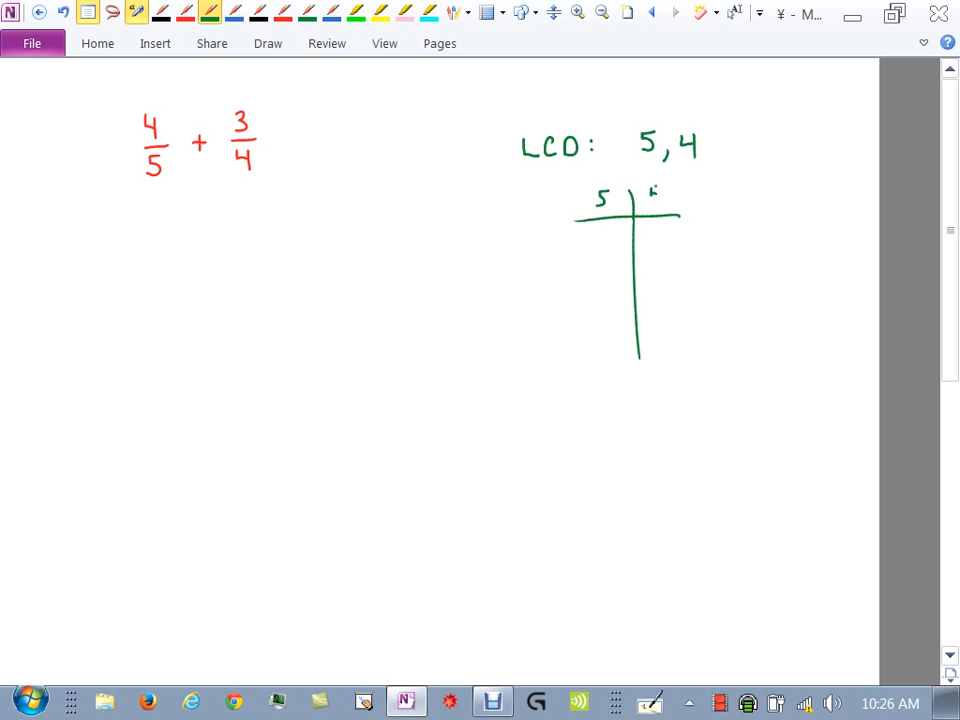 ¥ - M...
File Home Insert Share Draw Review View Pages
4/5 + 3/4
LCD: 5, 4
5
10:26 AM